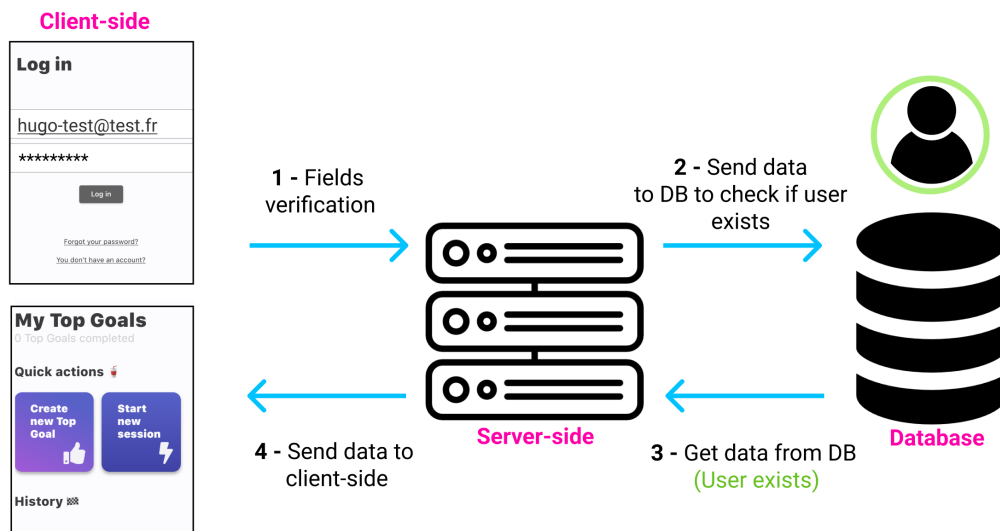 Client-side
Log in
hugo-test@test.fr
*********
Log in
Forgot your password?
You don't have an account?
My Top Goals
0 Top Goals completed
Quick actions 🥤
Create
new Top
Goal
Start
new
session
History 🏁
1 - Fields
verification
2 - Send data
to DB to check if user
exists
Server-side
Database
3 - Get data from DB
(User exists)
4 - Send data to
client-side